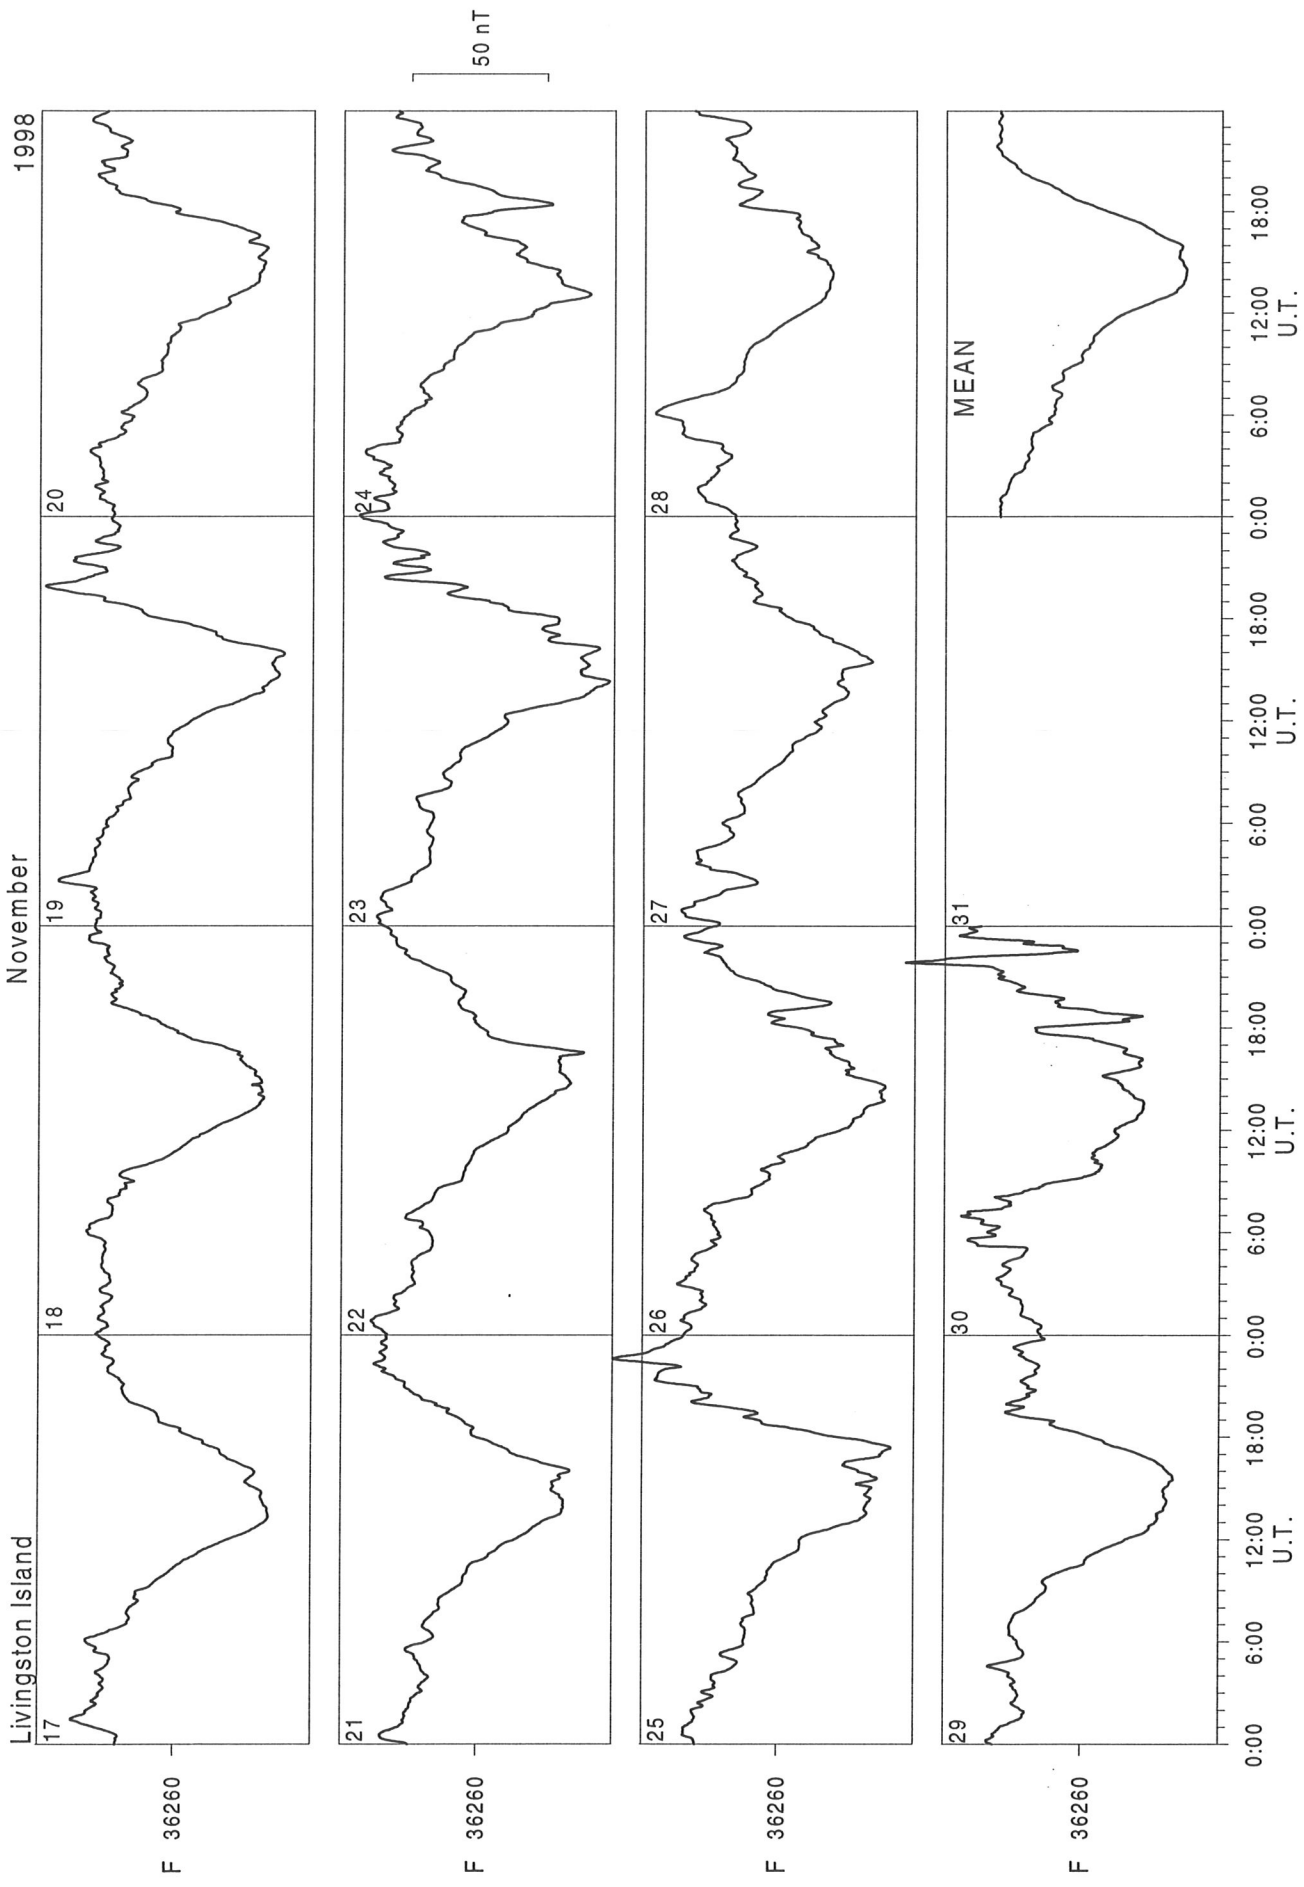 Livingston Island November 1998
50 nT
17 18 19 20
F 36260
21 22 23 24
F 36260
25 26 27 28
F 36260
29 30 31 MEAN
F 36260
0:00 6:00 12:00 18:00 0:00 6:00 12:00 18:00 0:00 6:00 12:00 18:00 0:00 6:00 12:00 18:00
U.T. U.T. U.T. U.T.